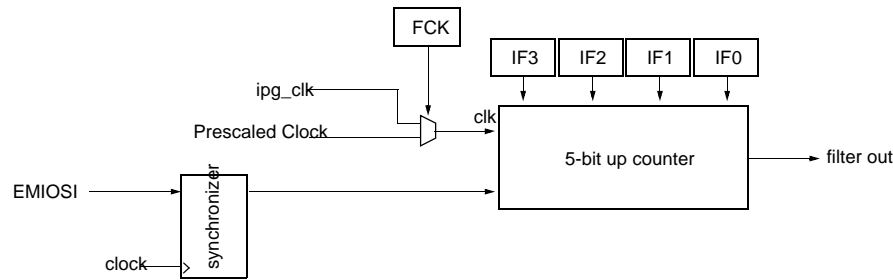 FCK
IF3 IF2 IF1 IF0
ipg_clk
clk
Prescaled Clock
5-bit up counter
filter out
EMIOSI
synchronizer
clock